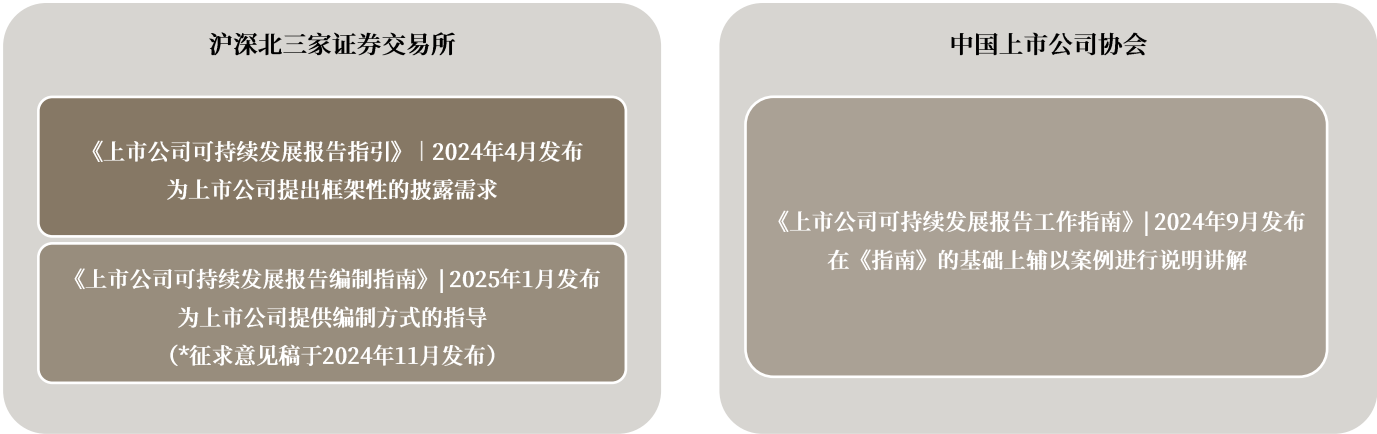 沪深北三家证券交易所
《上市公司可持续发展报告指引》｜2024年4月发布
为上市公司提出框架性的披露需求
《上市公司可持续发展报告编制指南》| 2025年1月发布
为上市公司提供编制方式的指导
（*征求意见稿于2024年11月发布）
中国上市公司协会
《上市公司可持续发展报告工作指南》| 2024年9月发布
在《指南》的基础上辅以案例进行说明讲解